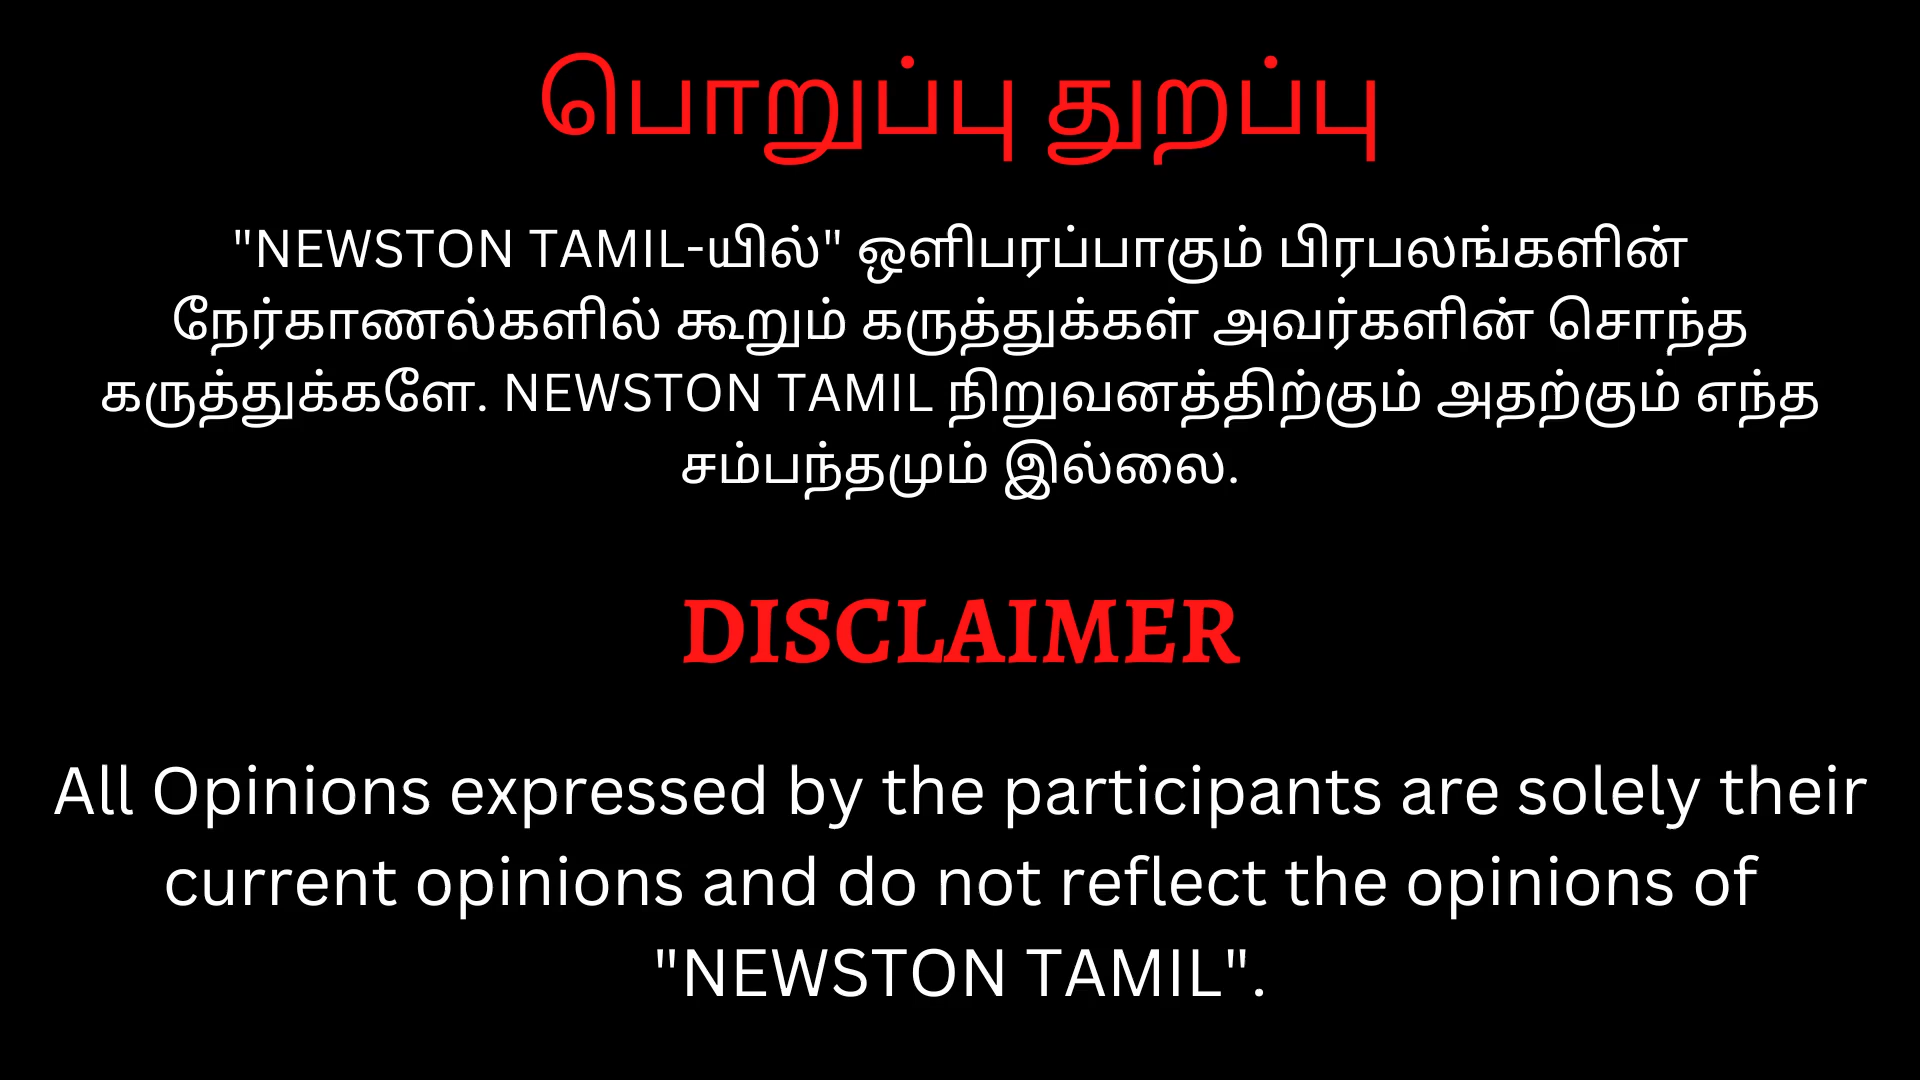 பொறுப்பு துறப்பு
"NEWSTON TAMIL-யில்" ஒளிபரப்பாகும் பிரபலங்களின்
நேர்காணல்களில் கூறும் கருத்துக்கள் அவர்களின் சொந்த
கருத்துக்களே. NEWSTON TAMIL நிறுவனத்திற்கும் அதற்கும் எந்த
சம்பந்தமும் இல்லை.
DISCLAIMER
All Opinions expressed by the participants are solely their
current opinions and do not reflect the opinions of
"NEWSTON TAMIL".